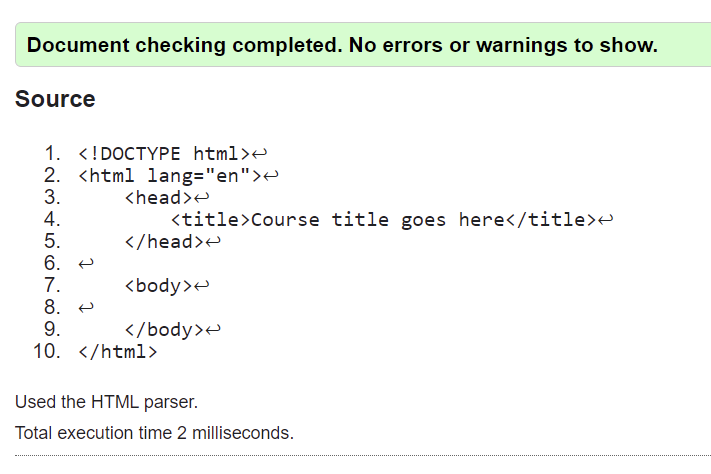 Document checking completed. No errors or warnings to show.
Source
1. <!DOCTYPE html>↩
2. <html lang="en">↩
3.     <head>↩
4.         <title>Course title goes here</title>↩
5.     </head>↩
6. ↩
7.     <body>↩
8. ↩
9.     </body>↩
10. </html>
Used the HTML parser.
Total execution time 2 milliseconds.